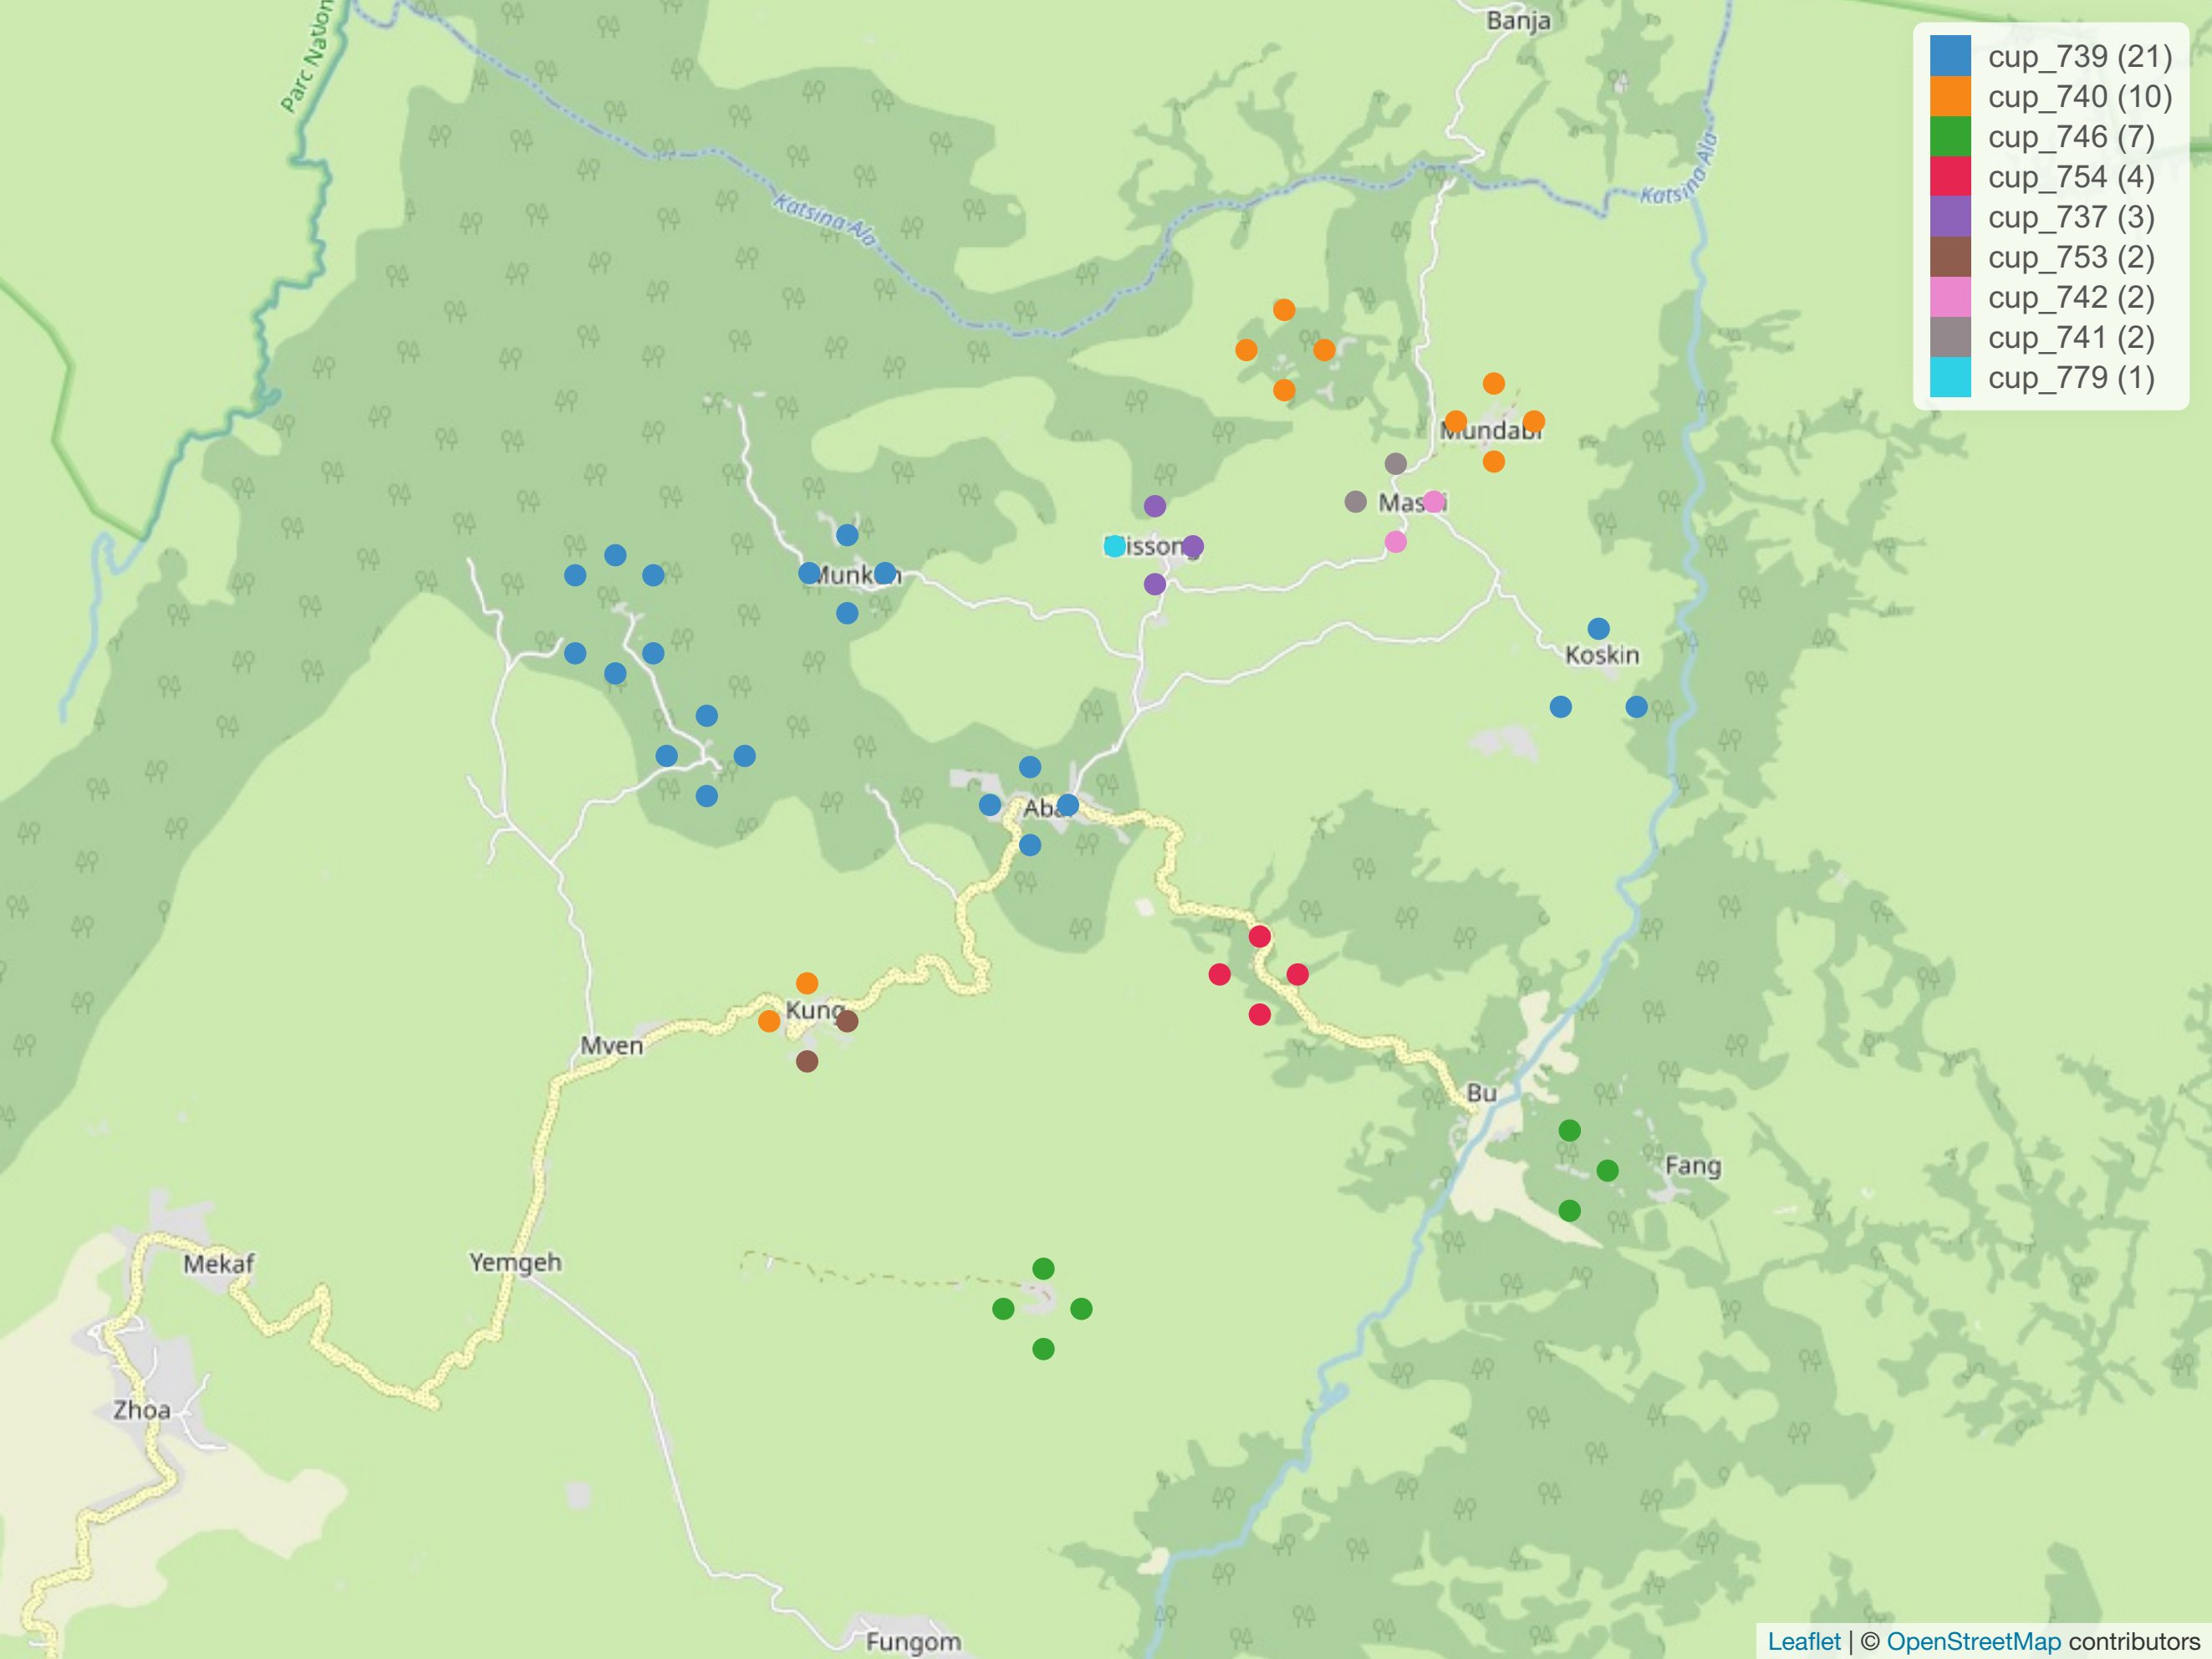 Banja
Parc Nation
cup_739 (21)
cup_740 (10)
cup_746 (7)
cup_754 (4)
cup_737 (3)
cup_753 (2)
cup_742 (2)
cup_741 (2)
cup_779 (1)
Katsina-Ala
Katsina-Ala
Mundabi
Koskin
Kung
Mven
Bu
Fang
Mekaf
Yemgeh
Zhoa
Fungom
Leaflet | © OpenStreetMap contributors